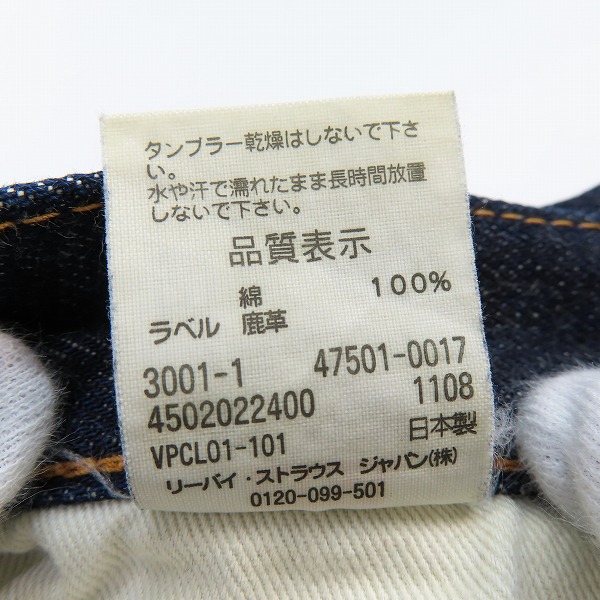 タンブラー乾燥はしないで下さ
い。
水や汗で濡れたまま長時間放置
しないで下さい。
品質表示
綿 100%
ラベル 鹿革
3001-1 47501-0017
4502022400 1108
VPCL01-101 日本製
リーバイ・ストラウス ジャパン(株)
0120-099-501